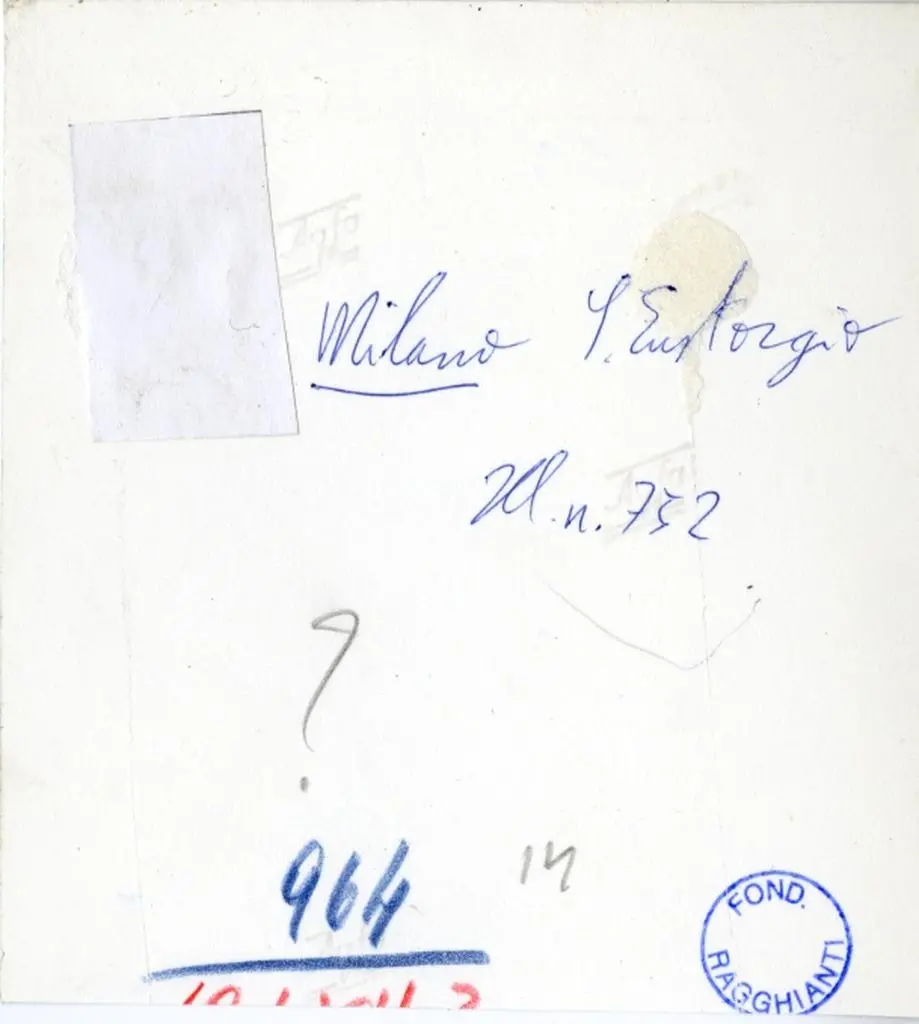 Milano S. Eustorgio
Ill. n. 752
?
964
14
FOND.
RAGGHIANTI